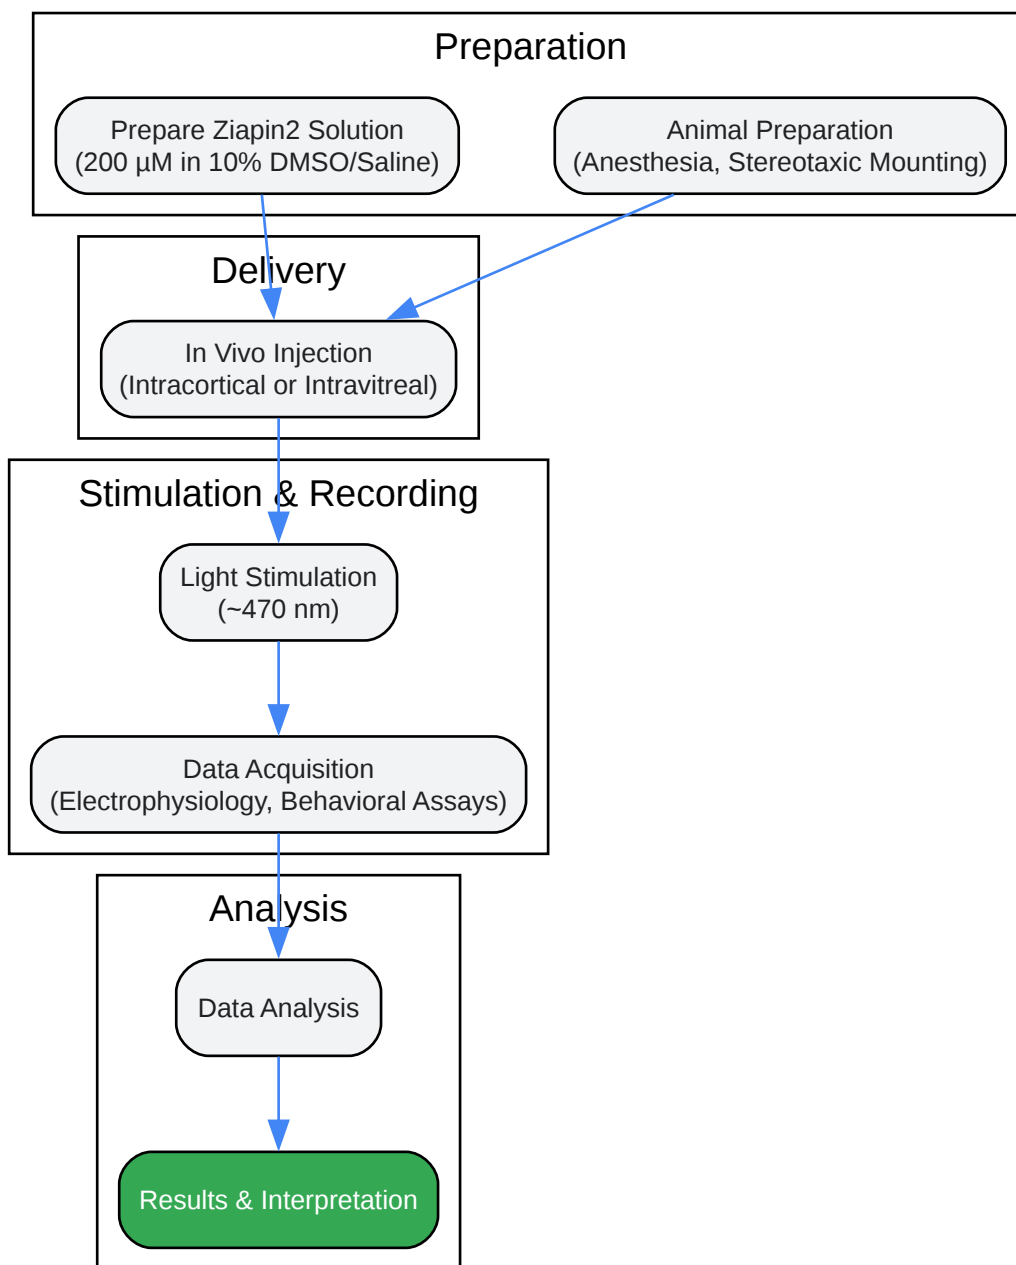 Preparation
Prepare Ziapin2 Solution
(200 µM in 10% DMSO/Saline)
Animal Preparation
(Anesthesia, Stereotaxic Mounting)
Delivery
In Vivo Injection
(Intracortical or Intravitreal)
Stimulation & Recording
Light Stimulation
(~470 nm)
Data Acquisition
(Electrophysiology, Behavioral Assays)
Analysis
Data Analysis
Results & Interpretation